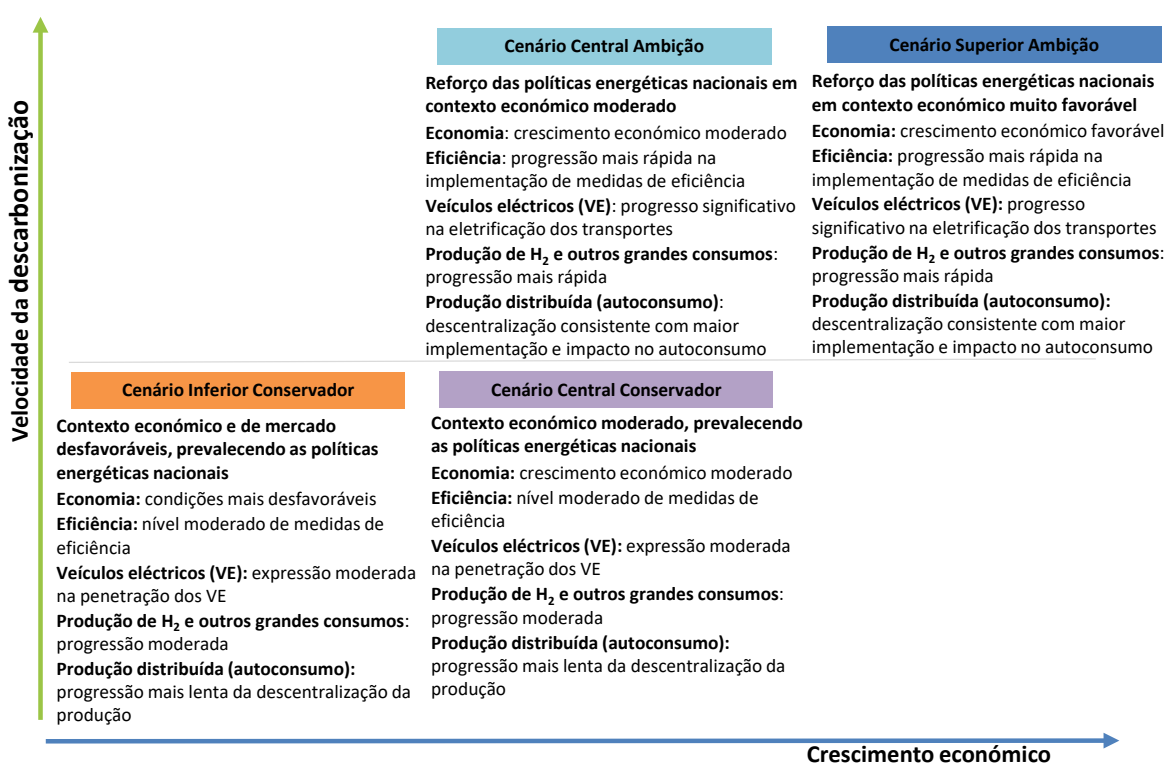 Velocidade da descarbonização
Cenário Central Ambição
Reforço das políticas energéticas nacionais em
contexto económico moderado
Economia: crescimento económico moderado
Eficiência: progressão mais rápida na
implementação de medidas de eficiência
Veículos eléctricos (VE): progresso significativo
na eletrificação dos transportes
Produção de H₂ e outros grandes consumos:
progressão mais rápida
Produção distribuída (autoconsumo):
descentralização consistente com maior
implementação e impacto no autoconsumo
Cenário Superior Ambição
Reforço das políticas energéticas nacionais
em contexto económico muito favorável
Economia: crescimento económico favorável
Eficiência: progressão mais rápida na
implementação de medidas de eficiência
Veículos eléctricos (VE): progresso
significativo na eletrificação dos transportes
Produção de H₂ e outros grandes consumos:
progressão mais rápida
Produção distribuída (autoconsumo):
descentralização consistente com maior
implementação e impacto no autoconsumo
Cenário Inferior Conservador
Contexto económico e de mercado
desfavoráveis, prevalecendo as políticas
energéticas nacionais
Economia: condições mais desfavoráveis
Eficiência: nível moderado de medidas de
eficiência
Veículos eléctricos (VE): expressão moderada
na penetração dos VE
Produção de H₂ e outros grandes consumos:
progressão moderada
Produção distribuída (autoconsumo):
progressão mais lenta da descentralização da
produção
Cenário Central Conservador
Contexto económico moderado, prevalecendo
as políticas energéticas nacionais
Economia: crescimento económico moderado
Eficiência: nível moderado de medidas de
eficiência
Veículos eléctricos (VE): expressão moderada
na penetração dos VE
Produção de H₂ e outros grandes consumos:
progressão moderada
Produção distribuída (autoconsumo):
progressão mais lenta da descentralização da
produção
Crescimento económico